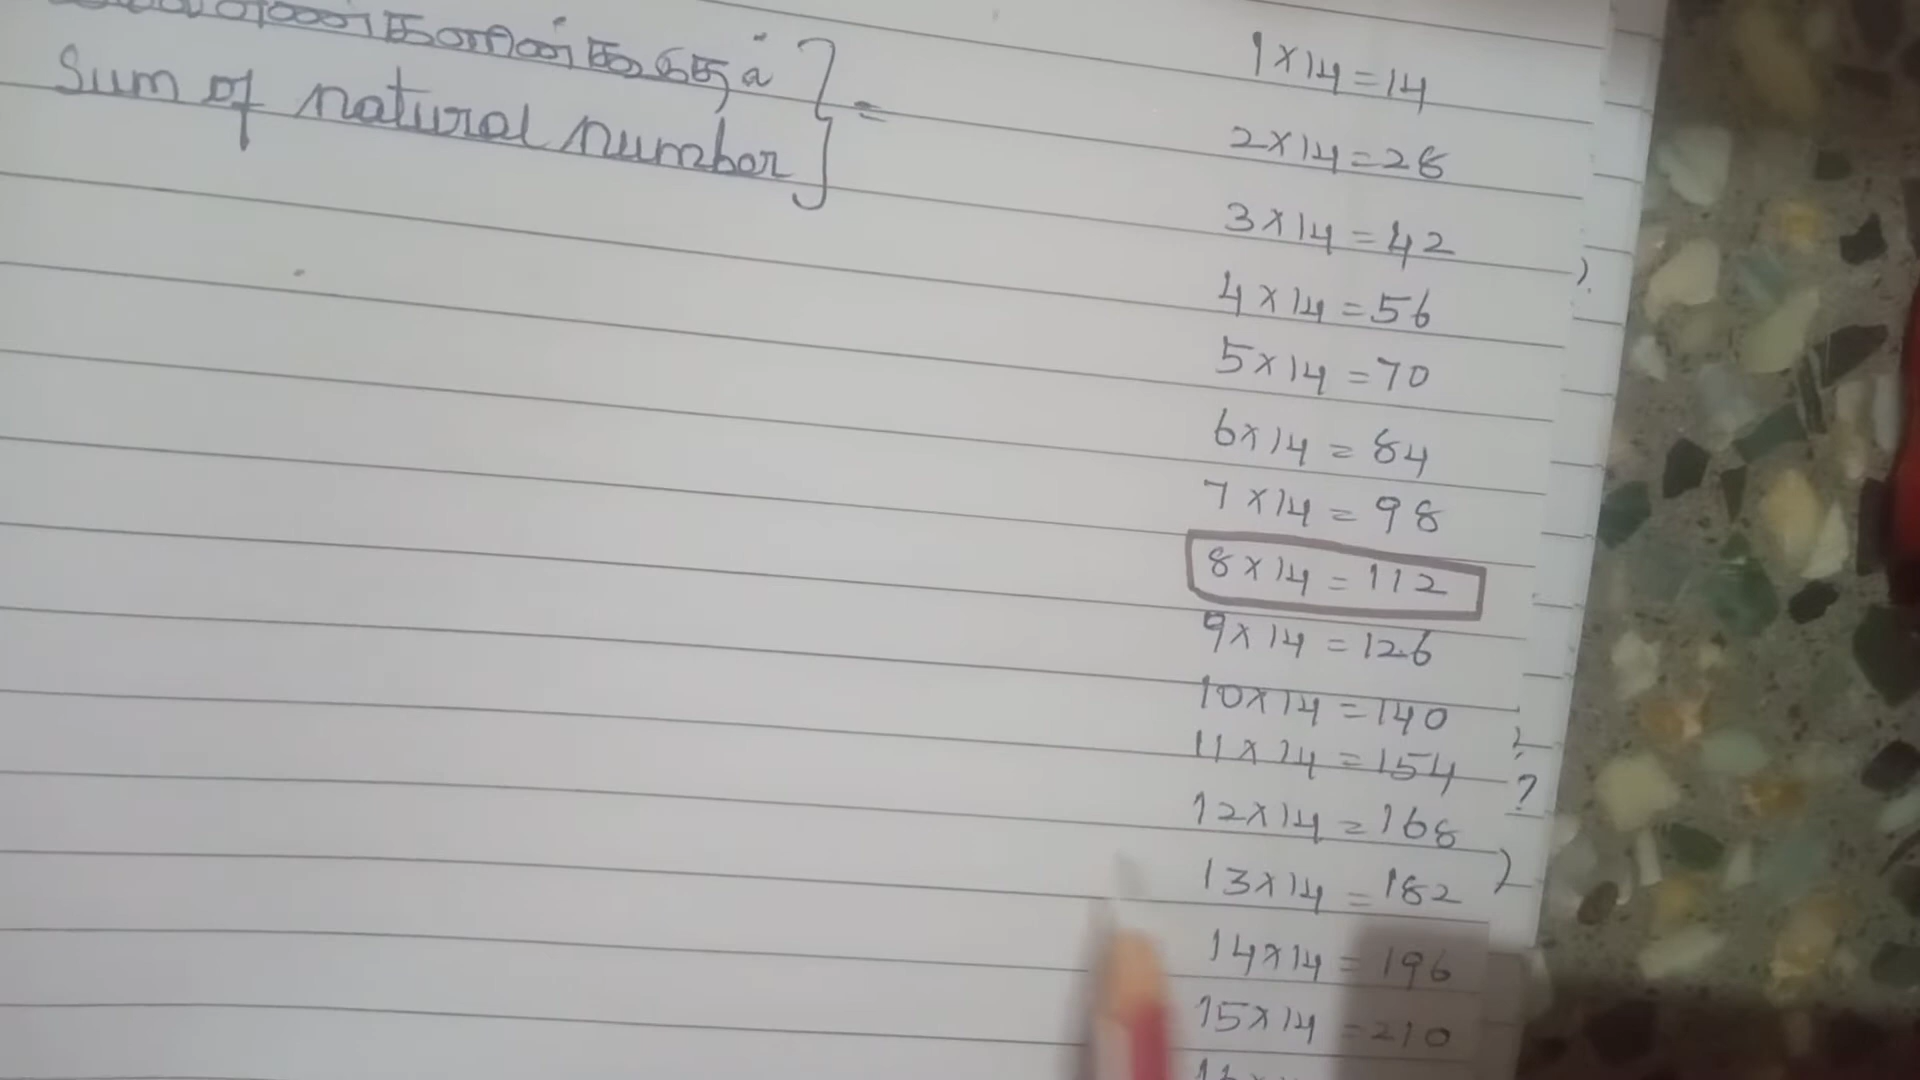 Sum of natural number } =
1 × 14 = 14
2 × 14 = 28
3 × 14 = 42
4 × 14 = 56
5 × 14 = 70
6 × 14 = 84
7 × 14 = 98
8 × 14 = 112
9 × 14 = 126
10 × 14 = 140
11 × 14 = 154
12 × 14 = 168
13 × 14 = 182
14 × 14 = 196
15 × 14 = 210